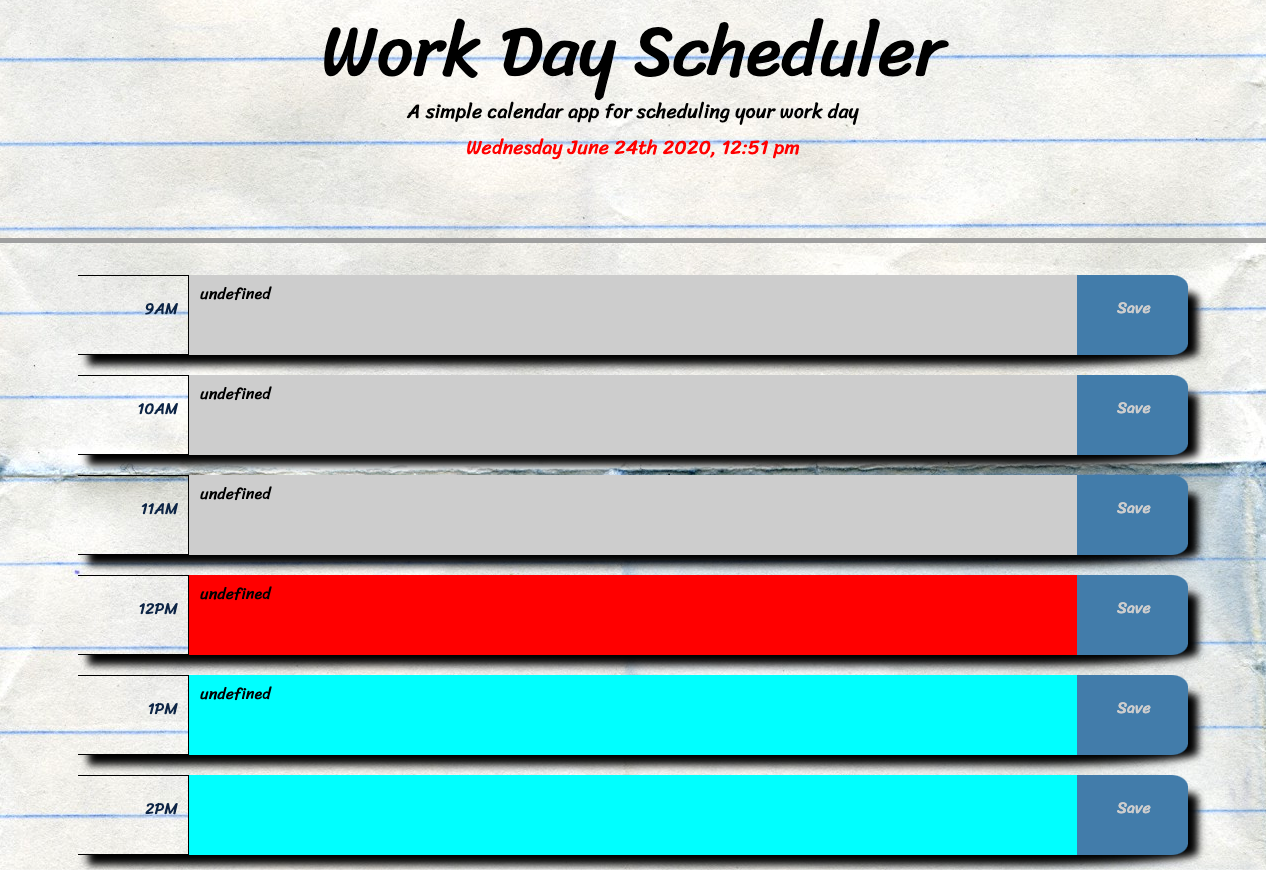 Work Day Scheduler
A simple calendar app for scheduling your work day
Wednesday June 24th 2020, 12:51 pm
9AM undefined Save
10AM undefined Save
11AM undefined Save
12PM undefined Save
1PM undefined Save
2PM Save